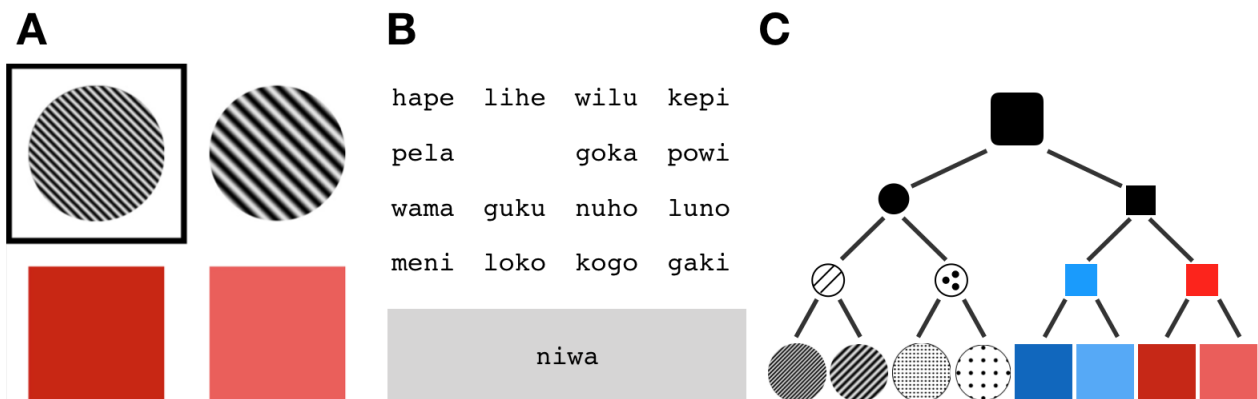 A B C
hape lihe wilu kepi
pela goka powi
wama guku nuho luno
meni loko kogo gaki
niwa